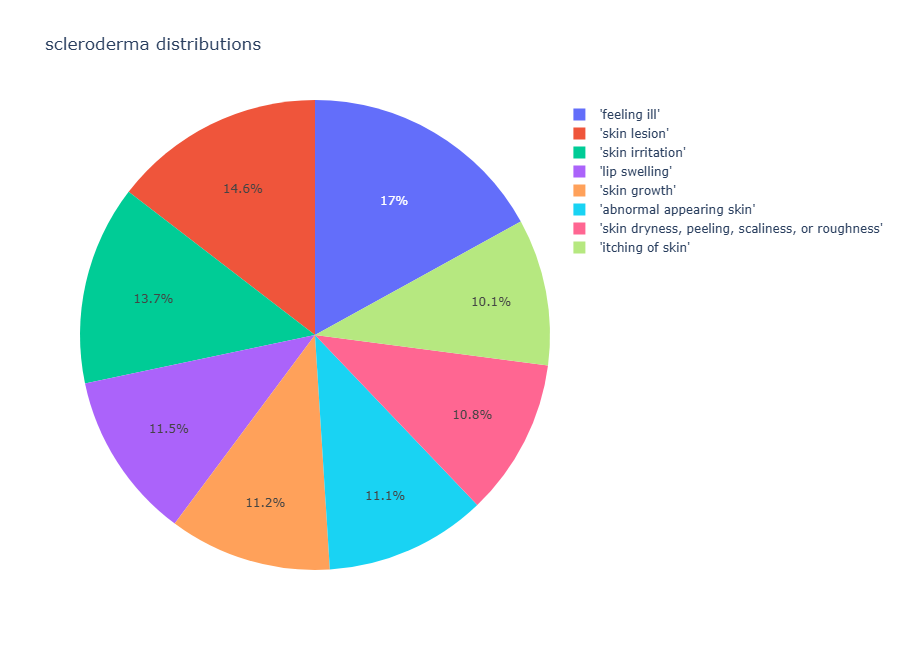 scleroderma distributions
'feeling ill'
'skin lesion'
'skin irritation'
'lip swelling'
'skin growth'
'abnormal appearing skin'
'skin dryness, peeling, scaliness, or roughness'
'itching of skin'
14.6%
17%
13.7%
10.1%
11.5%
10.8%
11.2%
11.1%